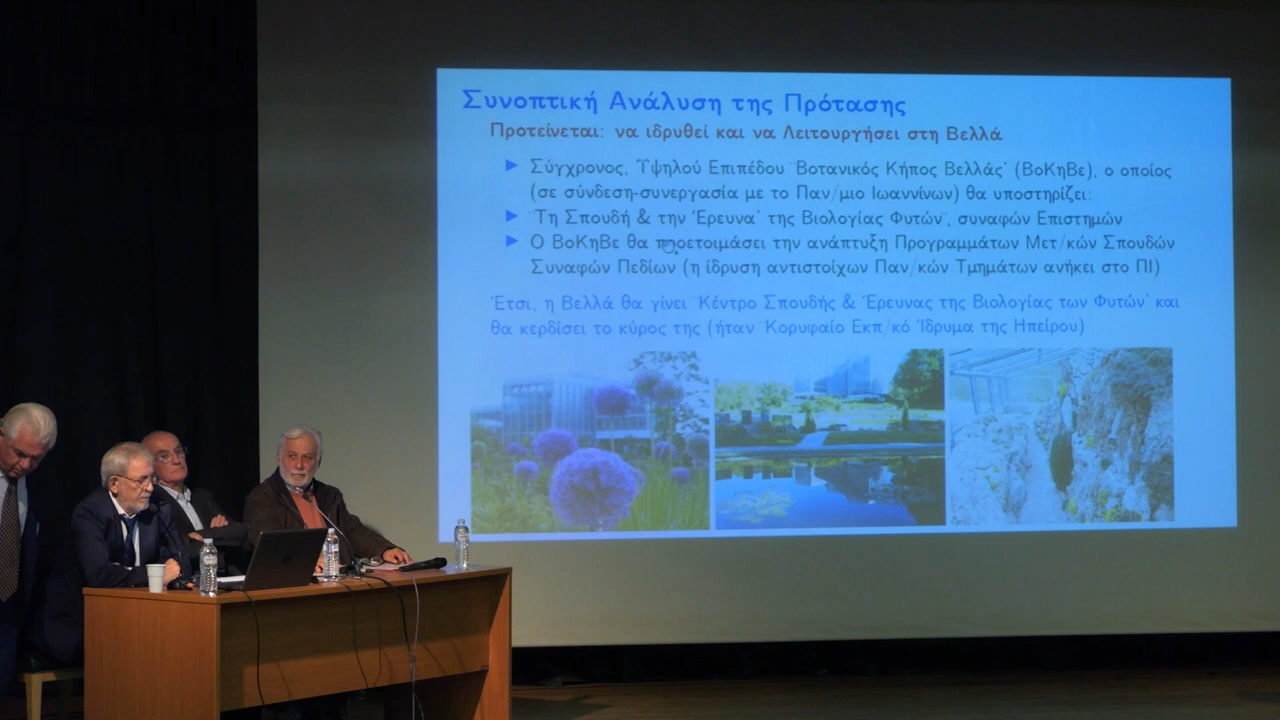 Συνοπτική Ανάλυση της Πρότασης
Προτείνεται: να ιδρυθεί και να Λειτουργήσει στη Βελλά
Σύγχρονος, Ύψηλού Επιπέδου ¨Βοτανικός Κήπος Βελλάς' (ΒοΚηΒε), ο οποίος
(σε σύνδεση-συνεργασία με το Παν/μιο Ιωαννίνων) θα υποστηρίζει:
¨Τη Σπουδή & την Έρευνα' της Βιολογίας Φυτών¨, συναφών Επιστημών
Ο ΒοΚηΒε θα προετοιμάσει την ανάπτυξη Προγραμμάτων Μετ/κών Σπουδών
Συναφών Πεδίων (η ίδρυση αντιστοίχων Παν/κών Τμημάτων ανήκει στο ΠΙ)
Έτσι, η Βελλά θα γίνει ¨Κέντρο Σπουδής & Έρευνας της Βιολογίας των Φυτών' και
θα κερδίσει το κύρος της (ήταν ¨Κορυφαίο Εκπ/κό Ίδρυμα της Ηπείρου)